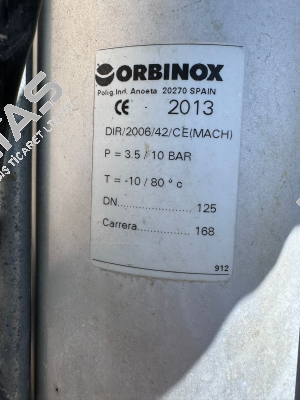 ORBINOX
Polig.Ind. Anoeta 20270 SPAIN
CE · 2013
DIR/2006/42/CE(MACH)
P = 3.5 / 10 BAR
T = -10 / 80 ° c
DN........................ 125
Carrera................. 168
912